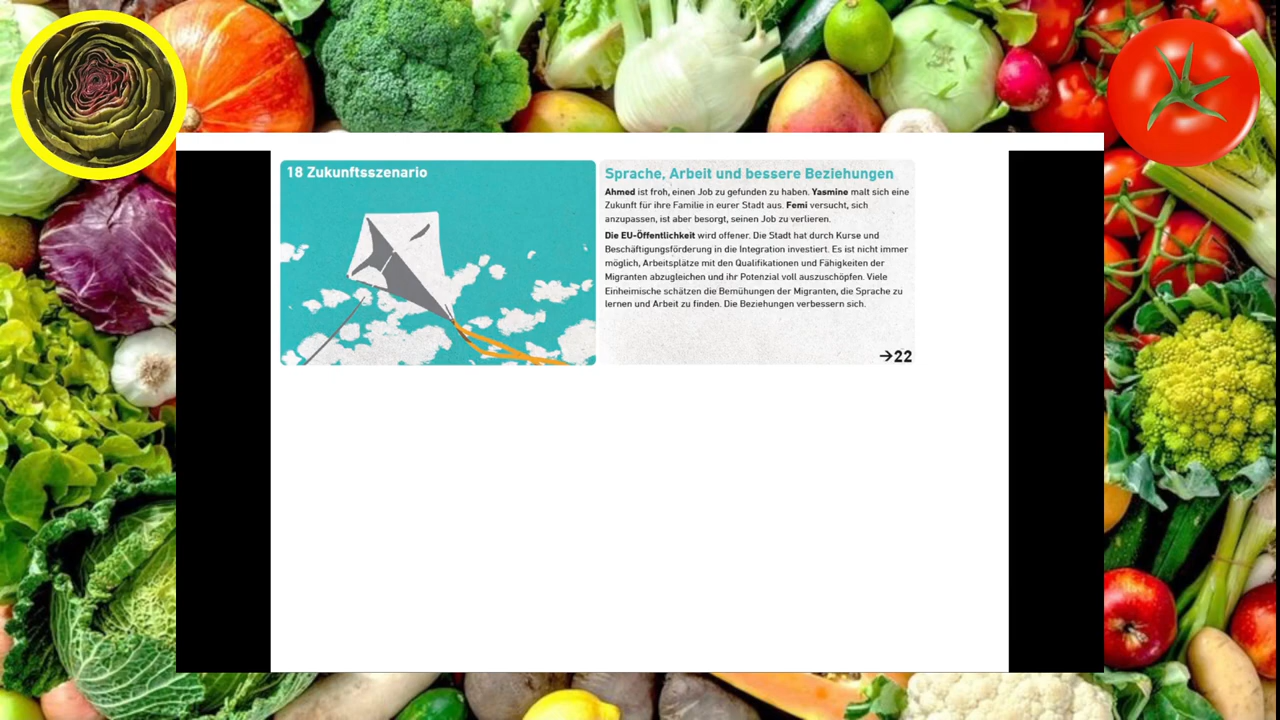 18 Zukunftsszenario
Sprache, Arbeit und bessere Beziehungen
Ahmed ist froh, einen Job zu gefunden zu haben. Yasmine malt sich eine
Zukunft für ihre Familie in eurer Stadt aus. Femi versucht, sich
anzupassen, ist aber besorgt, seinen Job zu verlieren.
Die EU-Öffentlichkeit wird offener. Die Stadt hat durch Kurse und
Beschäftigungsförderung in die Integration investiert. Es ist nicht immer
möglich, Arbeitsplätze mit den Qualifikationen und Fähigkeiten der
Migranten abzugleichen und ihr Potenzial voll auszuschöpfen. Viele
Einheimische schätzen die Bemühungen der Migranten, die Sprache zu
lernen und Arbeit zu finden. Die Beziehungen verbessern sich.
→22